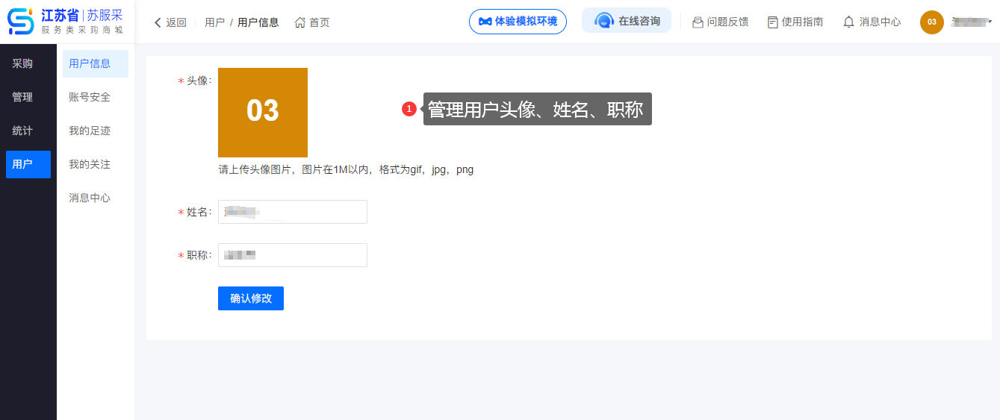 江苏省|苏服采
服务类采购商城
返回
用户 / 用户信息
首页
体验模拟环境
在线咨询
问题反馈
使用指南
消息中心
03
采购
管理
统计
用户
用户信息
账号安全
我的足迹
我的关注
消息中心
* 头像:
03
1 管理用户头像、姓名、职称
请上传头像图片，图片在1M以内，格式为gif，jpg，png
* 姓名:
* 职称:
确认修改